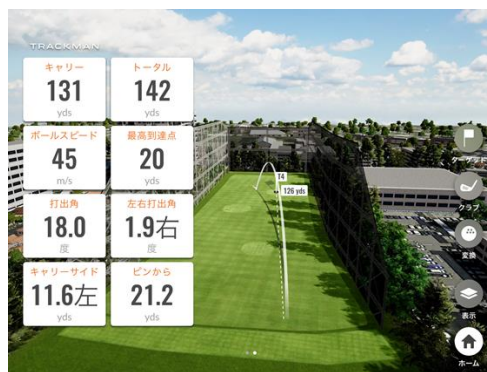 TRACKMAN
キャリー
131
yds
トータル
142
yds
ボールスピード
45
m/s
最高到達点
20
yds
打出角
18.0
度
左右打出角
1.9右
度
キャリーサイド
11.6左
yds
ピンから
21.2
yds
T4
126 yds
クラブ
変換
表示
ホーム